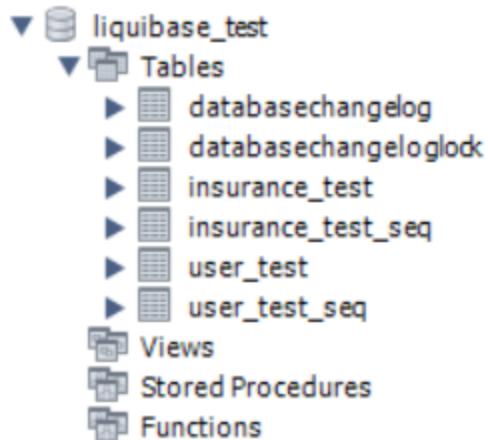 liquibase_test
Tables
databasechangelog
databasechangeloglock
insurance_test
insurance_test_seq
user_test
user_test_seq
Views
Stored Procedures
Functions